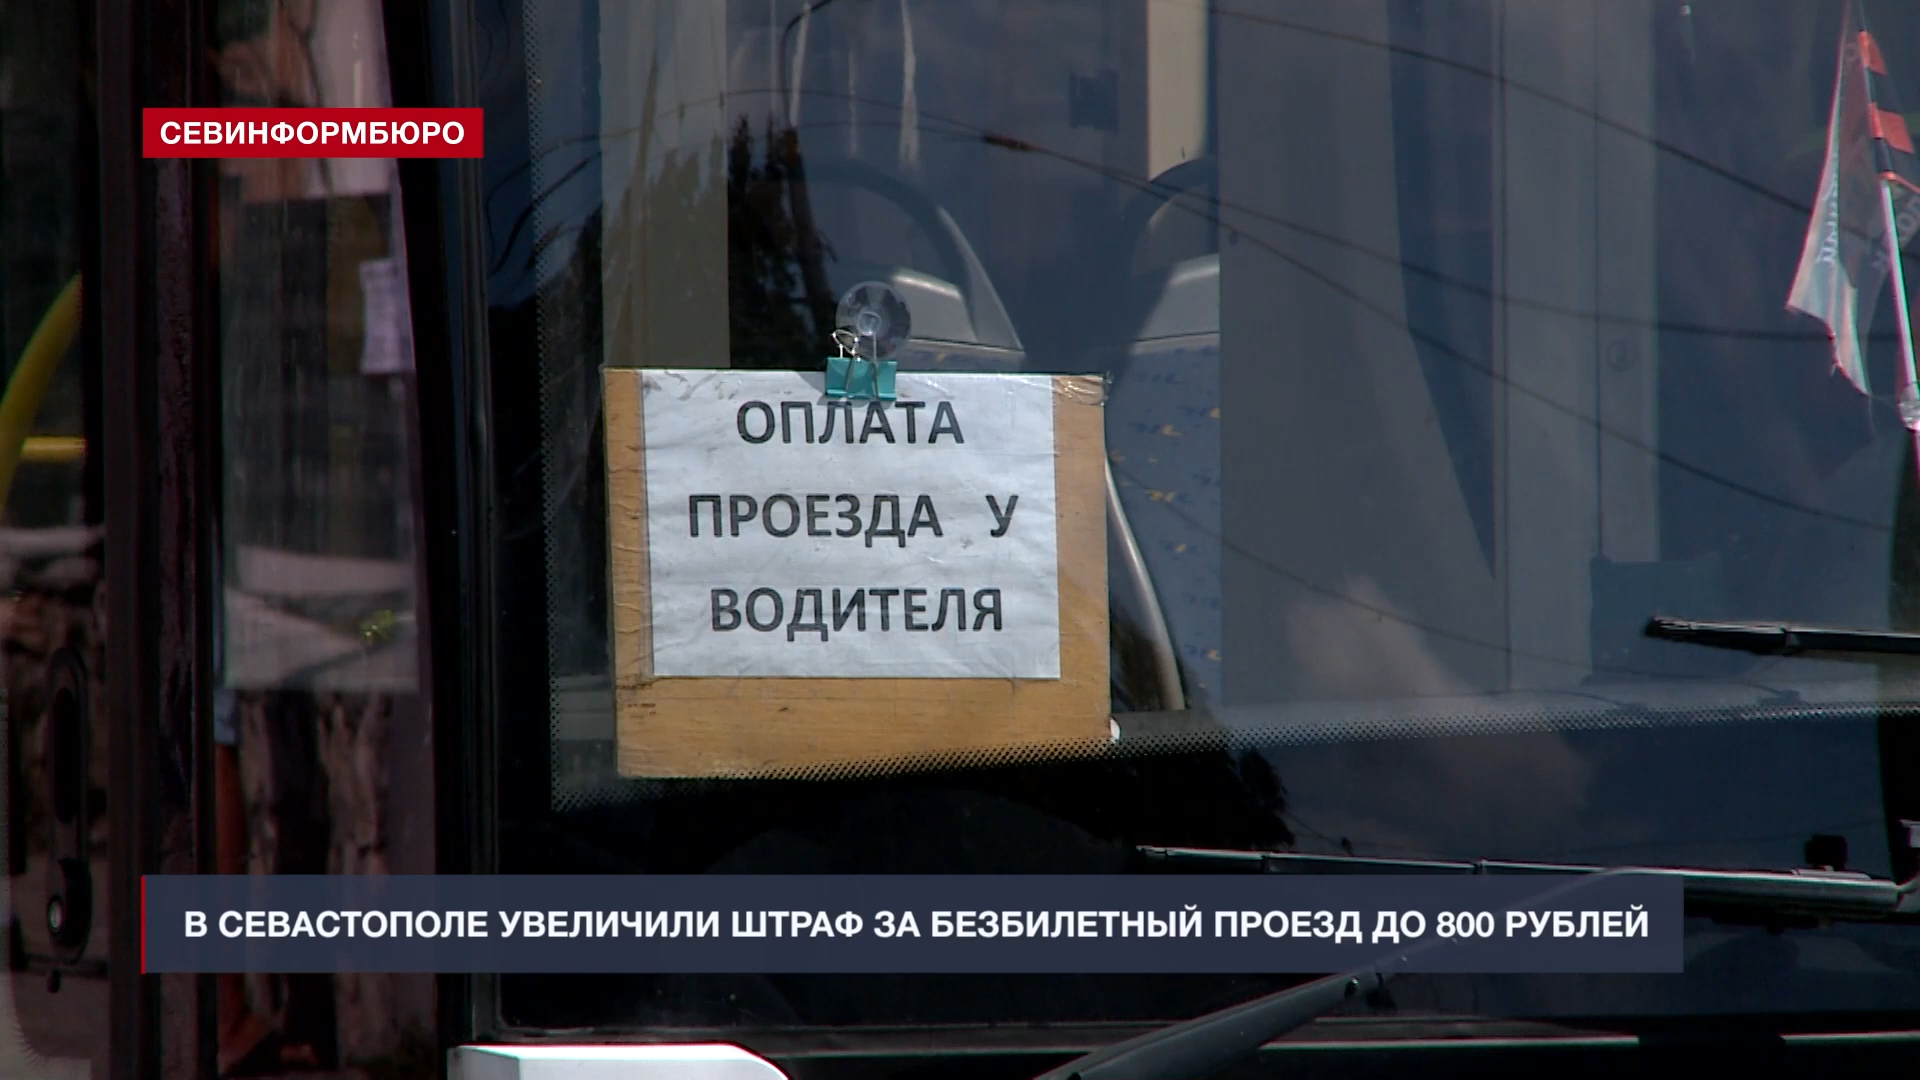 СЕВИНФОРМБЮРО
ОПЛАТА
ПРОЕЗДА У
ВОДИТЕЛЯ
В СЕВАСТОПОЛЕ УВЕЛИЧИЛИ ШТРАФ ЗА БЕЗБИЛЕТНЫЙ ПРОЕЗД ДО 800 РУБЛЕЙ